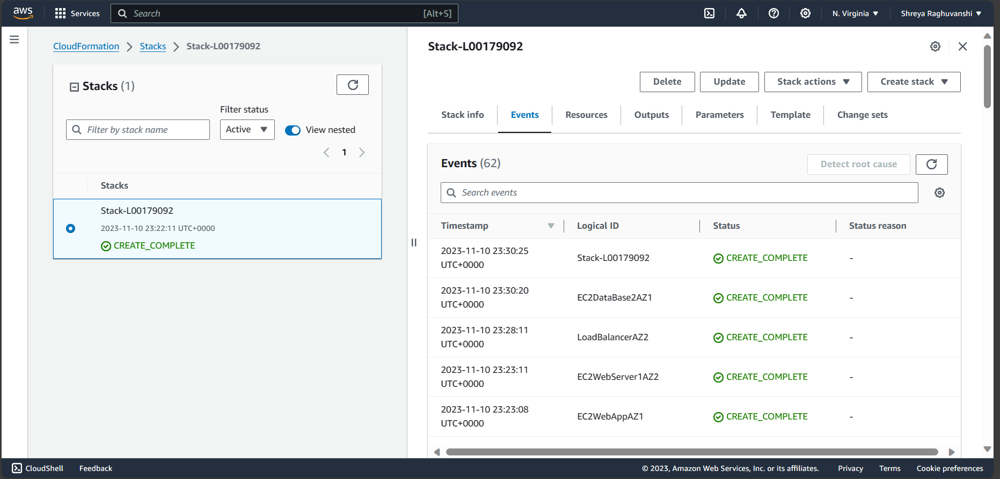 aws
Services
Search
[Alt+S]
N. Virginia
Shreya Raghuvanshi
CloudFormation
Stacks
Stack-L00179092
Stacks (1)
Filter status
Filter by stack name
Active
View nested
1
Stacks
Stack-L00179092
2023-11-10 23:22:11 UTC+0000
CREATE_COMPLETE
Stack-L00179092
Delete
Update
Stack actions
Create stack
Stack info
Events
Resources
Outputs
Parameters
Template
Change sets
Events (62)
Detect root cause
Search events
Timestamp
Logical ID
Status
Status reason
2023-11-10 23:30:25
UTC+0000
Stack-L00179092
CREATE_COMPLETE
-
2023-11-10 23:30:20
UTC+0000
EC2DataBase2AZ1
CREATE_COMPLETE
-
2023-11-10 23:28:11
UTC+0000
LoadBalancerAZ2
CREATE_COMPLETE
-
2023-11-10 23:23:11
UTC+0000
EC2WebServer1AZ2
CREATE_COMPLETE
-
2023-11-10 23:23:08
UTC+0000
EC2WebAppAZ1
CREATE_COMPLETE
-
CloudShell
Feedback
© 2023, Amazon Web Services, Inc. or its affiliates.
Privacy
Terms
Cookie preferences